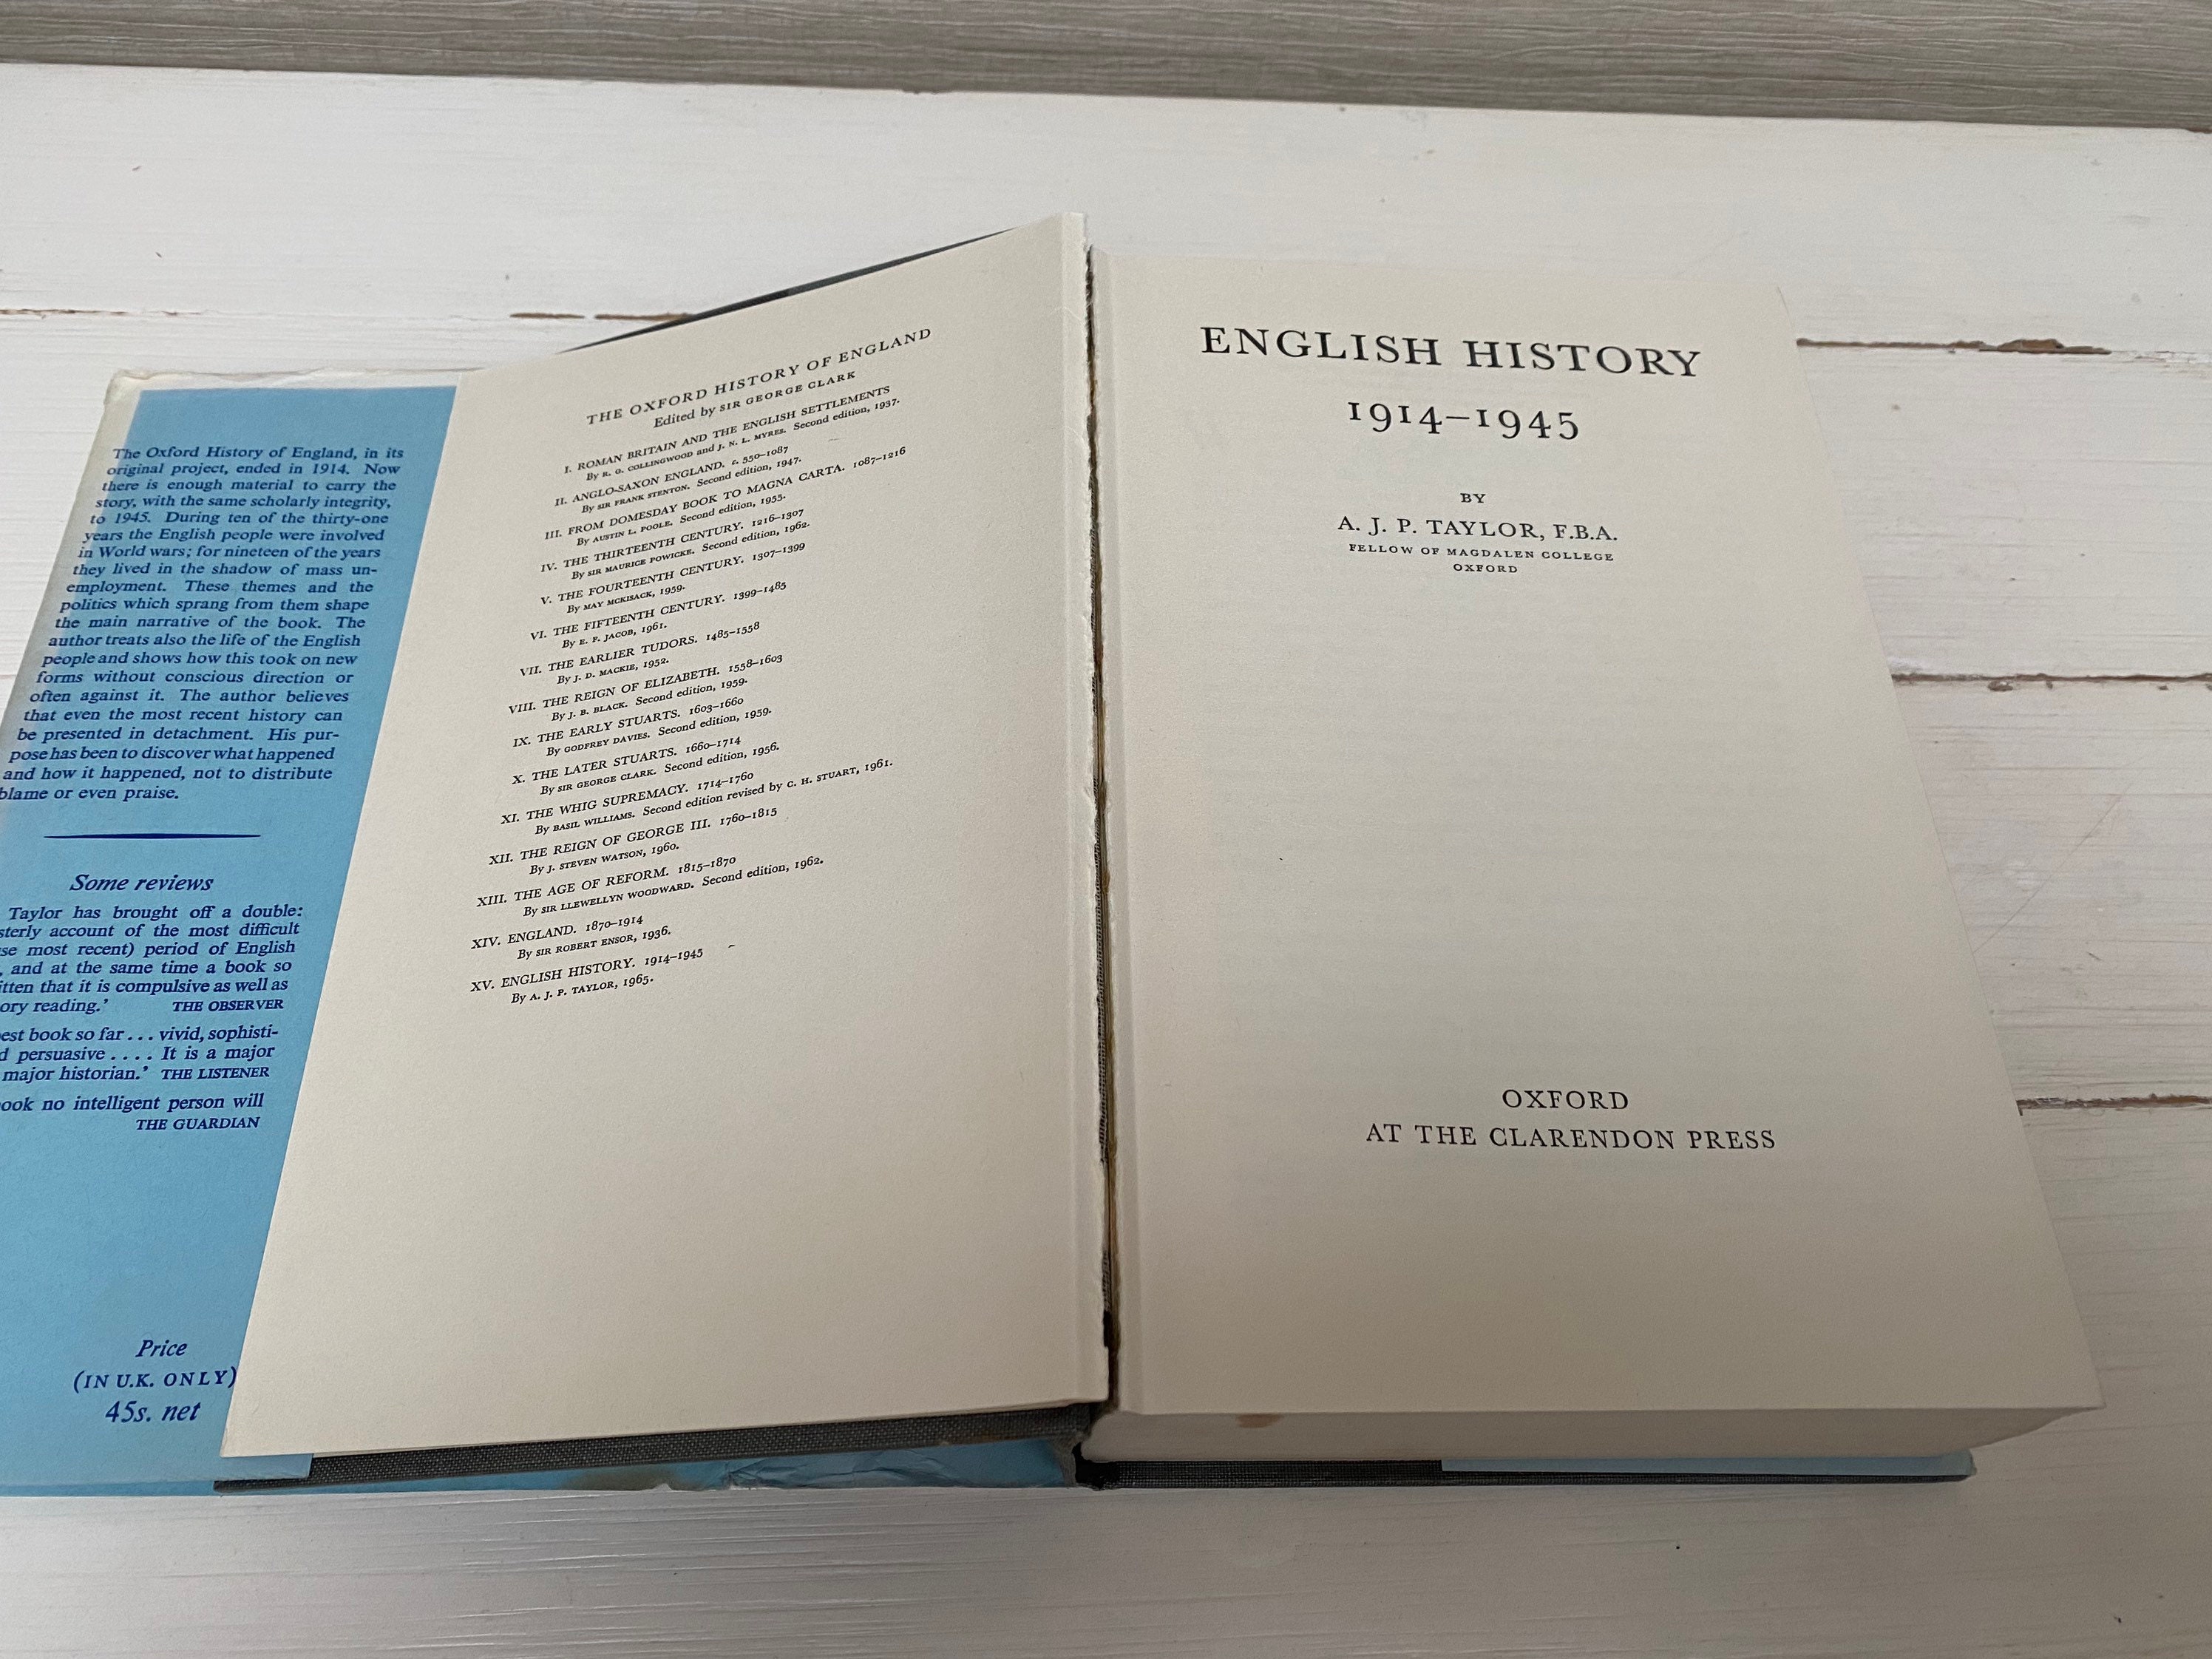 The Oxford History of England, in its
original project, ended in 1914. Now
there is enough material to carry the
story, with the same scholarly integrity,
to 1945. During ten of the thirty-one
years the English people were involved
in World wars; for nineteen of the years
they lived in the shadow of mass un-
employment. These themes and the
politics which sprang from them shape
the main narrative of the book. The
author treats also the life of the English
people and shows how this took on new
forms without conscious direction or
often against it. The author believes
that even the most recent history can
be presented in detachment. His pur-
pose has been to discover what happened
and how it happened, not to distribute
blame or even praise.
Some reviews
Taylor has brought off a double:
account of the most difficult
most recent) period of English
, and at the same time a book so
that it is compulsive as well as
reading.' THE OBSERVER
book so far . . . vivid, sophisti-
persuasive . . . . It is a major
major historian.' THE LISTENER
no intelligent person will
THE GUARDIAN
Price
(IN U.K. ONLY)
45s. net
THE OXFORD HISTORY OF ENGLAND
Edited by SIR GEORGE CLARK
I. ROMAN BRITAIN AND THE ENGLISH SETTLEMENTS
By R. G. COLLINGWOOD and J. N. L. MYRES. Second edition, 1937.
II. ANGLO-SAXON ENGLAND. c. 550–1087
By SIR FRANK STENTON. Second edition, 1947.
III. FROM DOMESDAY BOOK TO MAGNA CARTA. 1087–1216
By AUSTIN L. POOLE. Second edition, 1955.
IV. THE THIRTEENTH CENTURY. 1216–1307
By SIR MAURICE POWICKE. Second edition, 1962.
V. THE FOURTEENTH CENTURY. 1307–1399
By MAY MCKISACK, 1959.
VI. THE FIFTEENTH CENTURY. 1399–1485
By E. F. JACOB, 1961.
VII. THE EARLIER TUDORS. 1485–1558
By J. D. MACKIE, 1952.
VIII. THE REIGN OF ELIZABETH. 1558–1603
By J. B. BLACK. Second edition, 1959.
IX. THE EARLY STUARTS. 1603–1660
By GODFREY DAVIES. Second edition, 1959.
X. THE LATER STUARTS. 1660–1714
By SIR GEORGE CLARK. Second edition, 1956.
XI. THE WHIG SUPREMACY. 1714–1760
By BASIL WILLIAMS. Second edition revised by C. H. STUART, 1961.
XII. THE REIGN OF GEORGE III. 1760–1815
By J. STEVEN WATSON, 1960.
XIII. THE AGE OF REFORM. 1815–1870
By SIR LLEWELLYN WOODWARD. Second edition, 1962.
XIV. ENGLAND. 1870–1914
By SIR ROBERT ENSOR, 1936.
XV. ENGLISH HISTORY. 1914–1945
By A. J. P. TAYLOR, 1965.
ENGLISH HISTORY
1914–1945
BY
A. J. P. TAYLOR, F.B.A.
FELLOW OF MAGDALEN COLLEGE
OXFORD
OXFORD
AT THE CLARENDON PRESS